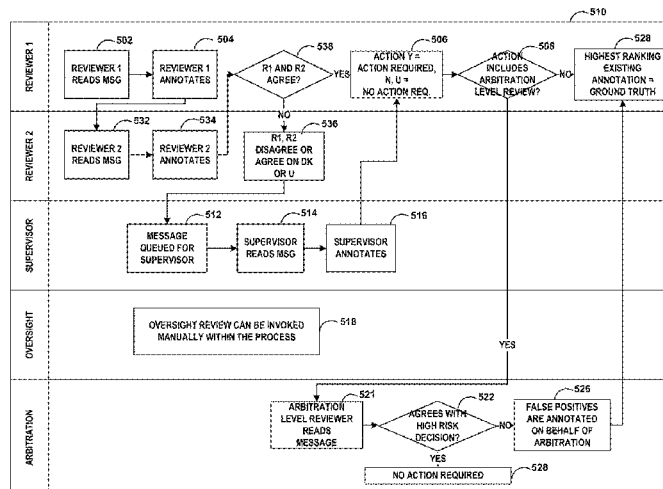 510
REVIEWER 1
502
REVIEWER 1
READS MSG
504
REVIEWER 1
ANNOTATES
538
R1 AND R2
AGREE?
YES
NO
506
ACTION Y =
ACTION REQUIRED,
N, U =
NO ACTION REQ.
508
ACTION
INCLUDES
ARBITRATION
LEVEL REVIEW?
NO
528
HIGHEST RANKING
EXISTING
ANNOTATION =
GROUND TRUTH
REVIEWER 2
532
REVIEWER 2
READS MSG
534
REVIEWER 2
ANNOTATES
536
R1, R2
DISAGREE OR
AGREE ON DK
OR U
SUPERVISOR
512
MESSAGE
QUEUED FOR
SUPERVISOR
514
SUPERVISOR
READS MSG
516
SUPERVISOR
ANNOTATES
OVERSIGHT
518
OVERSIGHT REVIEW CAN BE INVOKED
MANUALLY WITHIN THE PROCESS
YES
ARBITRATION
521
ARBITRATION
LEVEL REVIEWER
READS
MESSAGE
522
AGREES WITH
HIGH RISK
DECISION?
NO
YES
526
FALSE POSITIVES
ARE ANNOTATED
ON BEHALF OF
ARBITRATION
NO ACTION REQUIRED
528